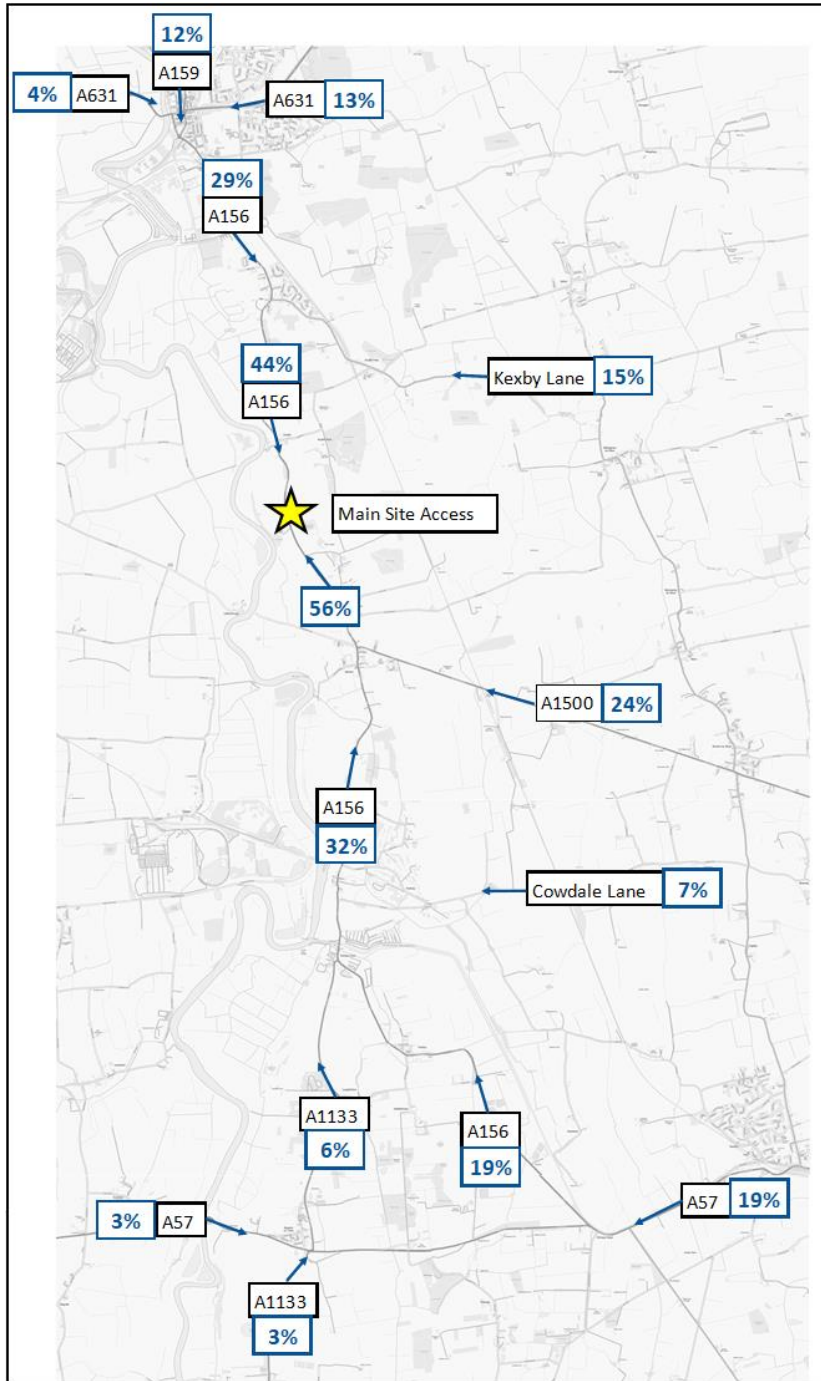 12%
A159
4% A631
A631 13%
29%
A156
44%
A156
Kexby Lane 15%
Main Site Access
56%
A1500 24%
A156
32%
Cowdale Lane 7%
A1133
6%
A156
19%
3% A57
A57 19%
A1133
3%